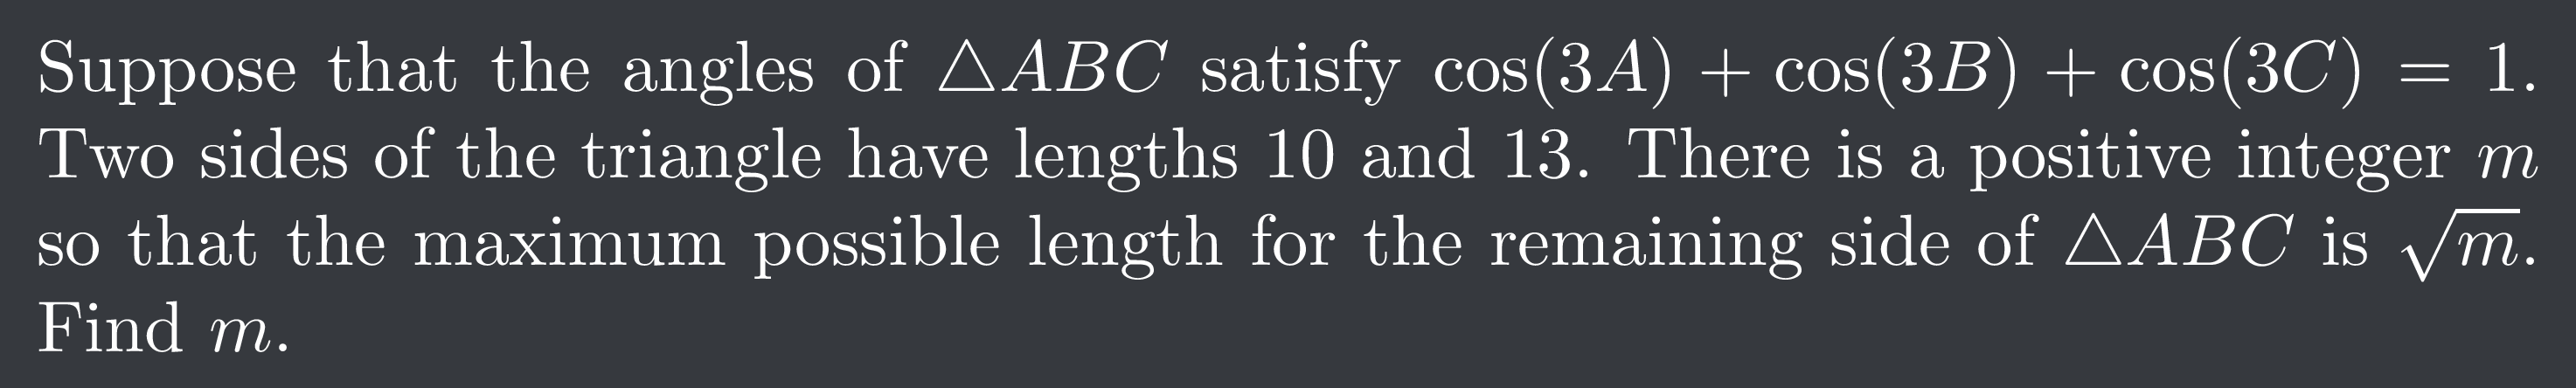 Suppose that the angles of △ABC satisfy cos(3A) + cos(3B) + cos(3C) = 1.
Two sides of the triangle have lengths 10 and 13. There is a positive integer m
so that the maximum possible length for the remaining side of △ABC is √m.
Find m.